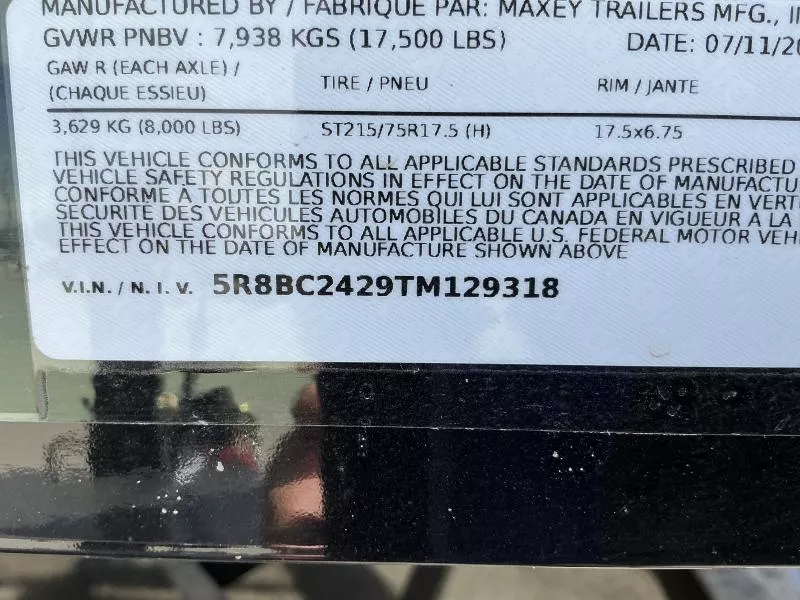 MANUFACTURED BY / FABRIQUE PAR: MAXEY TRAILERS MFG.,
GVWR PNBV : 7,938 KGS (17,500 LBS) DATE: 07/11/20
GAW R (EACH AXLE) / TIRE / PNEU RIM / JANTE
(CHAQUE ESSIEU)
3,629 KG (8,000 LBS) ST215/75R17.5 (H) 17.5x6.75
THIS VEHICLE CONFORMS TO ALL APPLICABLE STANDARDS PRESCRIBED
VEHICLE SAFETY REGULATIONS IN EFFECT ON THE DATE OF MANUFACTU
CONFORME A TOUTES LES NORMES QUI LUI SONT APPLICABLES EN VERT
SECURITE DES VEHICULES AUTOMOBILES DU CANADA EN VIGUEUR A LA
THIS VEHICLE CONFORMS TO ALL APPLICABLE U.S. FEDERAL MOTOR VEH
EFFECT ON THE DATE OF MANUFACTURE SHOWN ABOVE
V.I.N. / N. I. V. 5R8BC2429TM129318